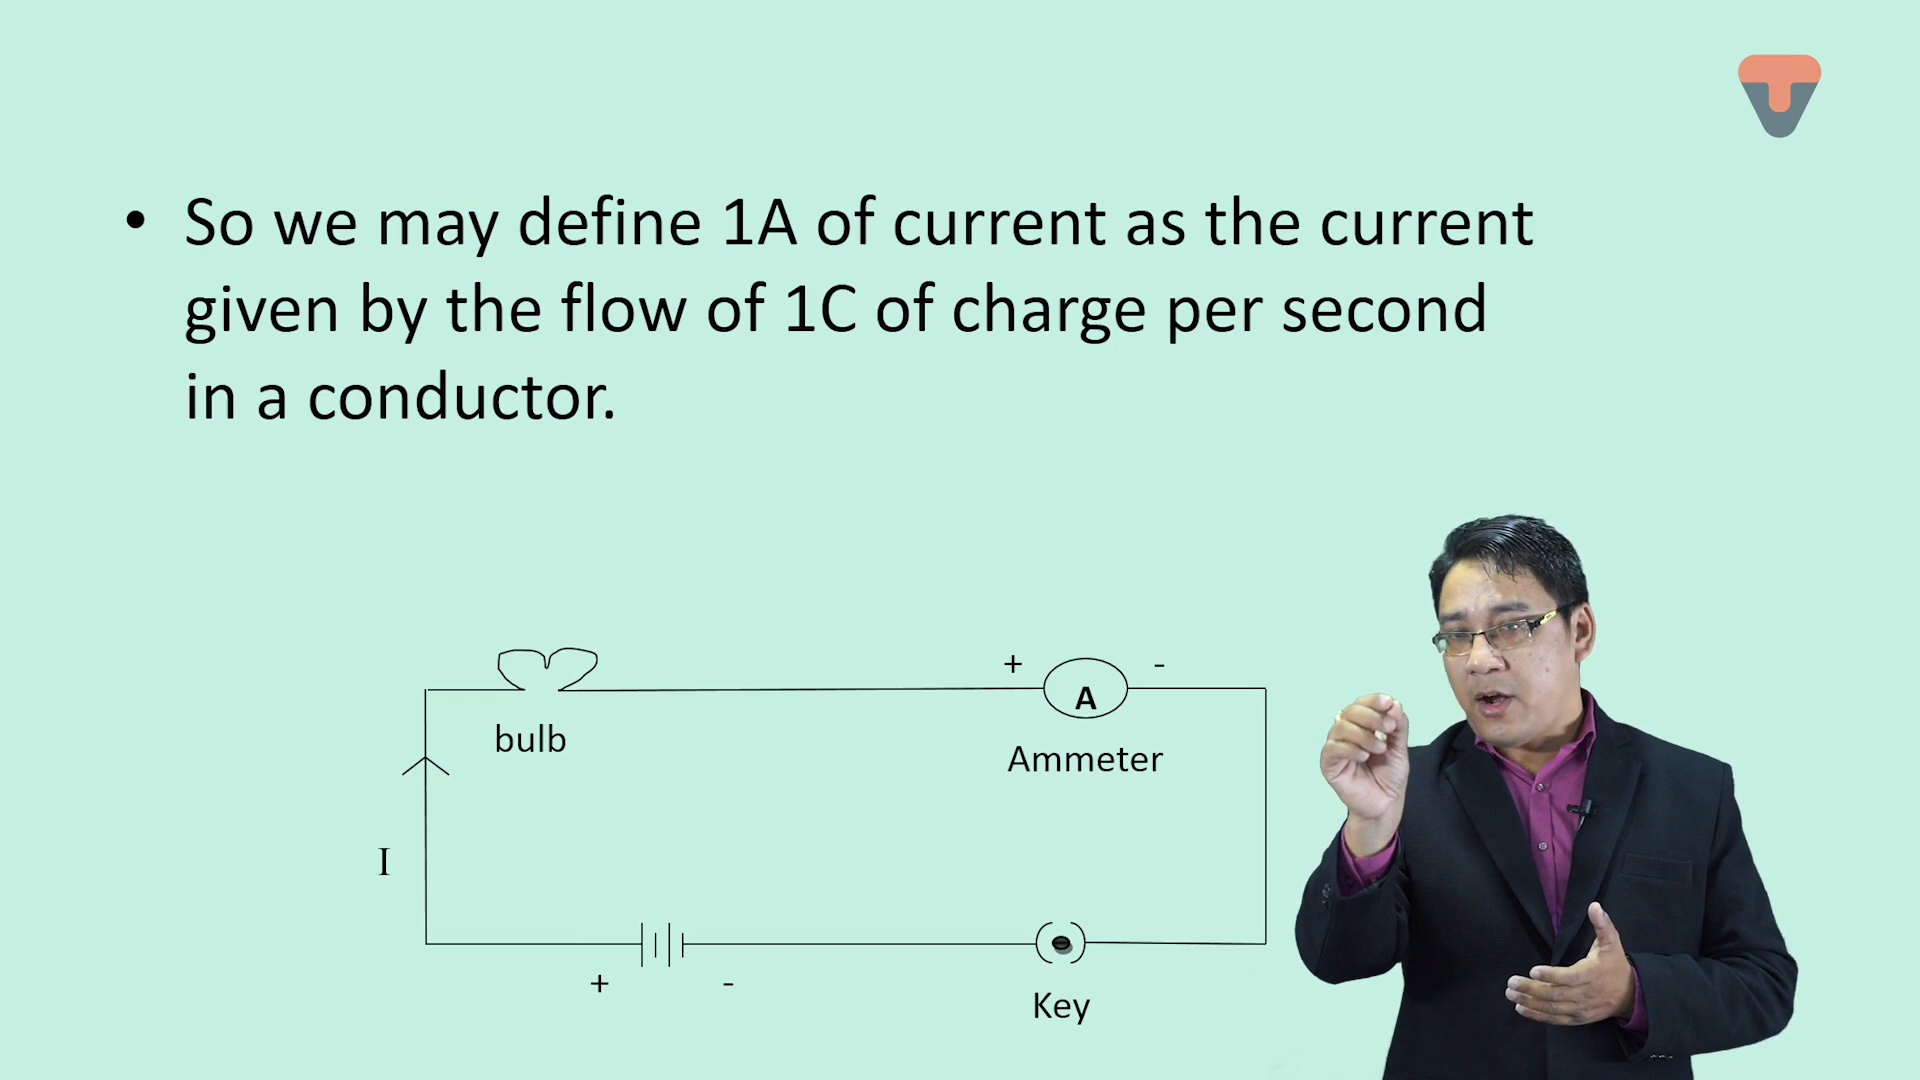 • So we may define 1A of current as the current
given by the flow of 1C of charge per second
in a conductor.
+ A -
bulb
Ammeter
I
+ -
Key